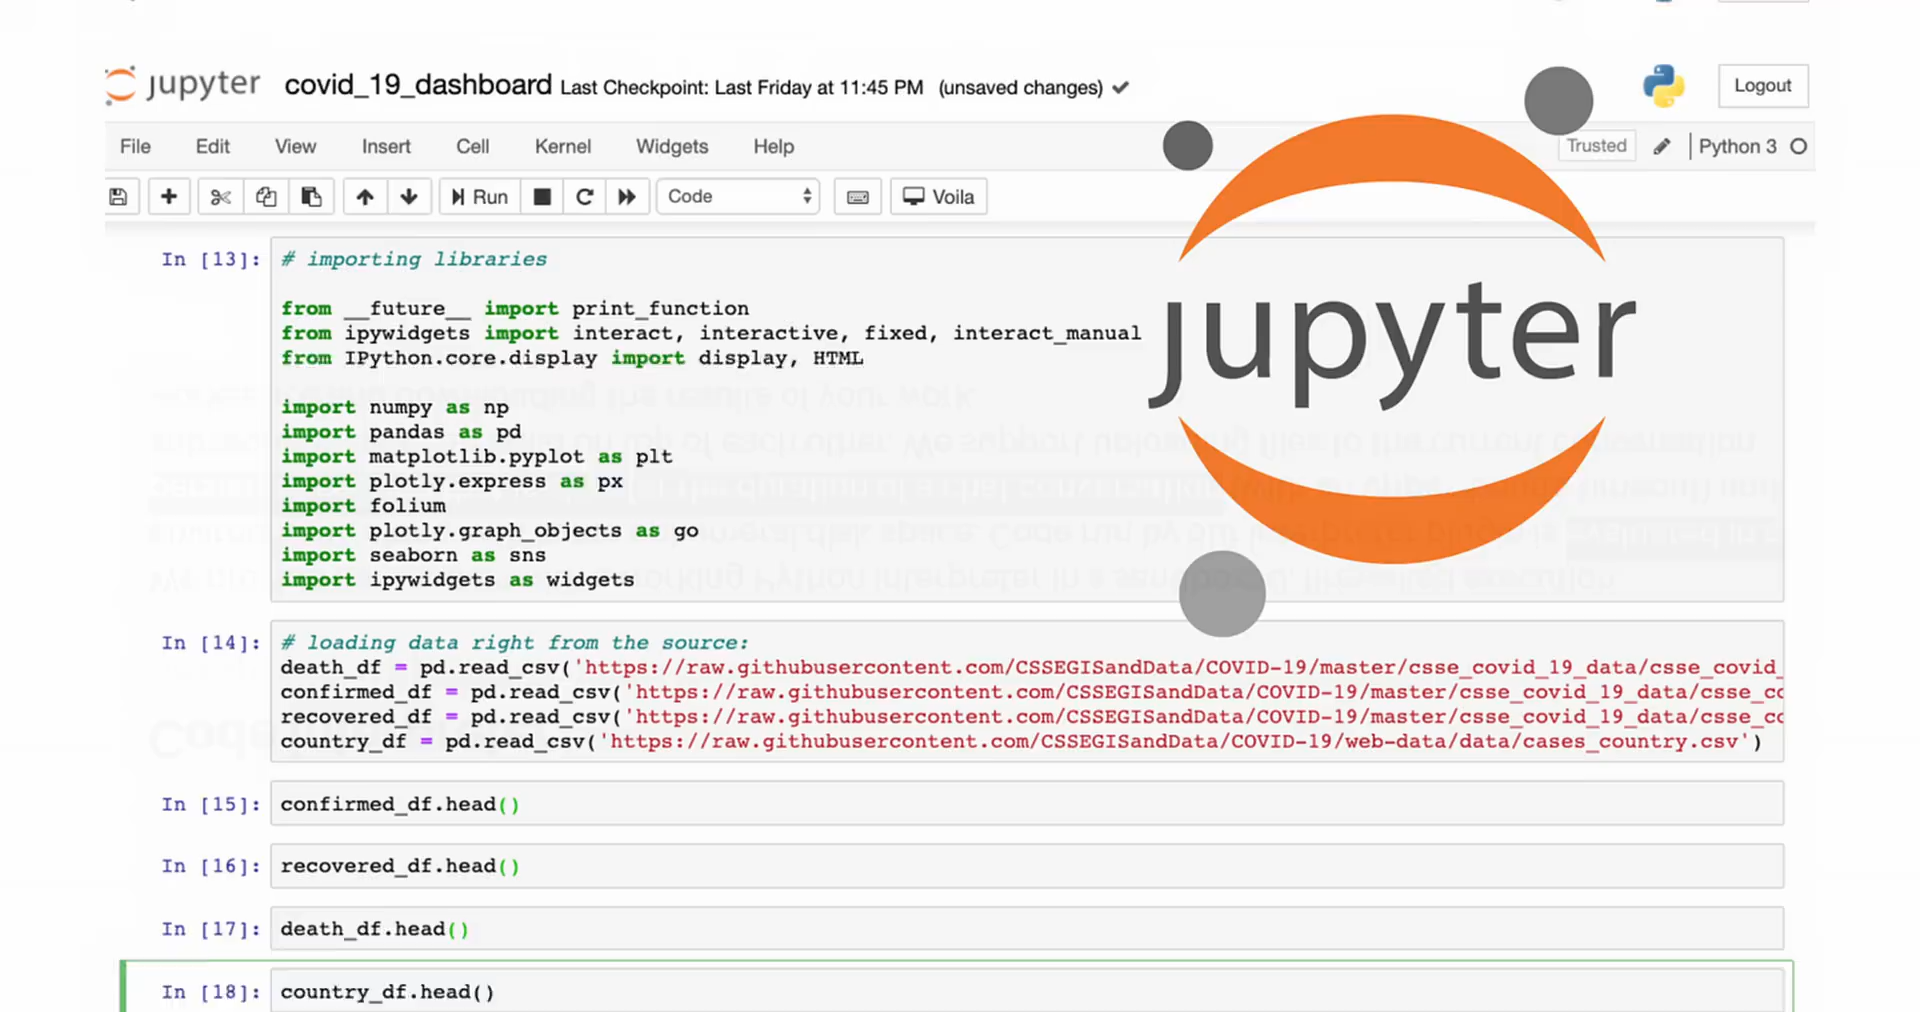 jupyter covid_19_dashboard Last Checkpoint: Last Friday at 11:45 PM (unsaved changes) Logout
File Edit View Insert Cell Kernel Widgets Help Trusted Python 3
Run Code Voila
In [13]: # importing libraries
from __future__ import print_function
from ipywidgets import interact, interactive, fixed, interact_manual
from IPython.core.display import display, HTML
import numpy as np
import pandas as pd
import matplotlib.pyplot as plt
import plotly.express as px
import folium
import plotly.graph_objects as go
import seaborn as sns
import ipywidgets as widgets
jupyter
In [14]: # loading data right from the source:
death_df = pd.read_csv('https://raw.githubusercontent.com/CSSEGISandData/COVID-19/master/csse_covid_19_data/csse_covid_
confirmed_df = pd.read_csv('https://raw.githubusercontent.com/CSSEGISandData/COVID-19/master/csse_covid_19_data/csse_co
recovered_df = pd.read_csv('https://raw.githubusercontent.com/CSSEGISandData/COVID-19/master/csse_covid_19_data/csse_co
country_df = pd.read_csv('https://raw.githubusercontent.com/CSSEGISandData/COVID-19/web-data/data/cases_country.csv')
In [15]: confirmed_df.head()
In [16]: recovered_df.head()
In [17]: death_df.head()
In [18]: country_df.head()